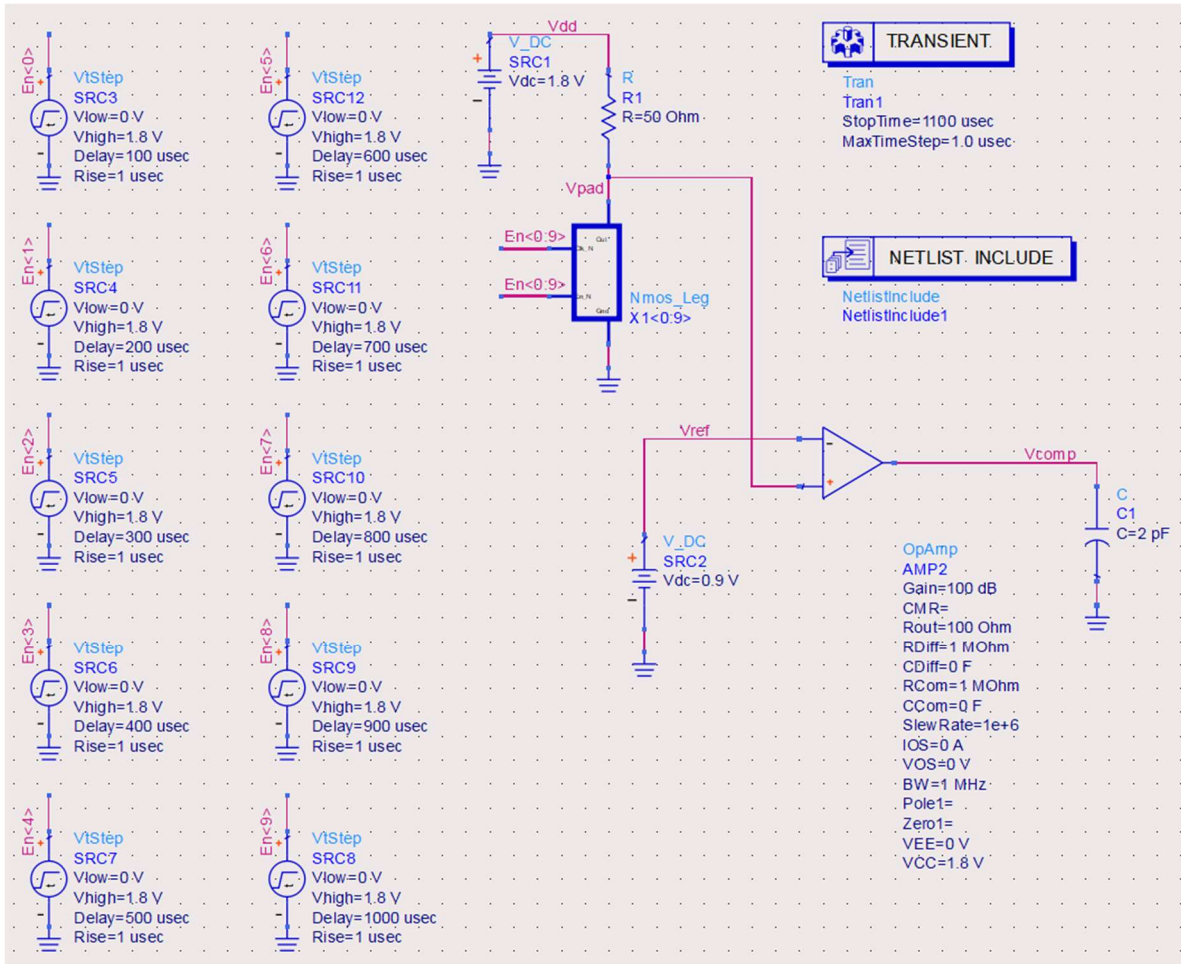 En<0>
VtStep
SRC3
Vlow=0 V
Vhigh=1.8 V
Delay=100 usec
Rise=1 usec
En<1>
VtStep
SRC4
Vlow=0 V
Vhigh=1.8 V
Delay=200 usec
Rise=1 usec
En<2>
VtStep
SRC5
Vlow=0 V
Vhigh=1.8 V
Delay=300 usec
Rise=1 usec
En<3>
VtStep
SRC6
Vlow=0 V
Vhigh=1.8 V
Delay=400 usec
Rise=1 usec
En<4>
VtStep
SRC7
Vlow=0 V
Vhigh=1.8 V
Delay=500 usec
Rise=1 usec
En<5>
VtStep
SRC12
Vlow=0 V
Vhigh=1.8 V
Delay=600 usec
Rise=1 usec
En<6>
VtStep
SRC11
Vlow=0 V
Vhigh=1.8 V
Delay=700 usec
Rise=1 usec
En<7>
VtStep
SRC10
Vlow=0 V
Vhigh=1.8 V
Delay=800 usec
Rise=1 usec
En<8>
VtStep
SRC9
Vlow=0 V
Vhigh=1.8 V
Delay=900 usec
Rise=1 usec
En<9>
VtStep
SRC8
Vlow=0 V
Vhigh=1.8 V
Delay=1000 usec
Rise=1 usec
Vdd
V_DC
SRC1
Vdc=1.8 V
R
R1
R=50 Ohm
Vpad
En<0:9>
En<0:9>
Out
Gnd
Nmos_Leg
X1<0:9>
Vref
V_DC
SRC2
Vdc=0.9 V
TRANSIENT
Tran
Tran1
StopTime=1100 usec
MaxTimeStep=1.0 usec
NETLIST INCLUDE
NetlistInclude
NetlistInclude1
Vcomp
C
C1
C=2 pF
OpAmp
AMP2
Gain=100 dB
CMR=
Rout=100 Ohm
RDiff=1 MOhm
CDiff=0 F
RCom=1 MOhm
CCom=0 F
SlewRate=1e+6
IOS=0 A
VOS=0 V
BW=1 MHz
Pole1=
Zero1=
VEE=0 V
VCC=1.8 V